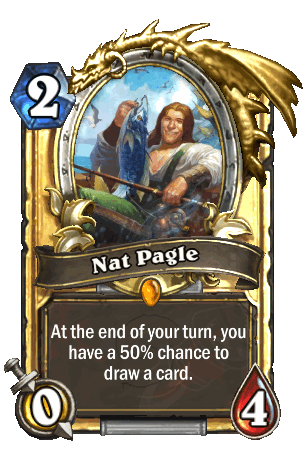 2
Nat Pagle
At the end of your turn, you
have a 50% chance to
draw a card.
0
4